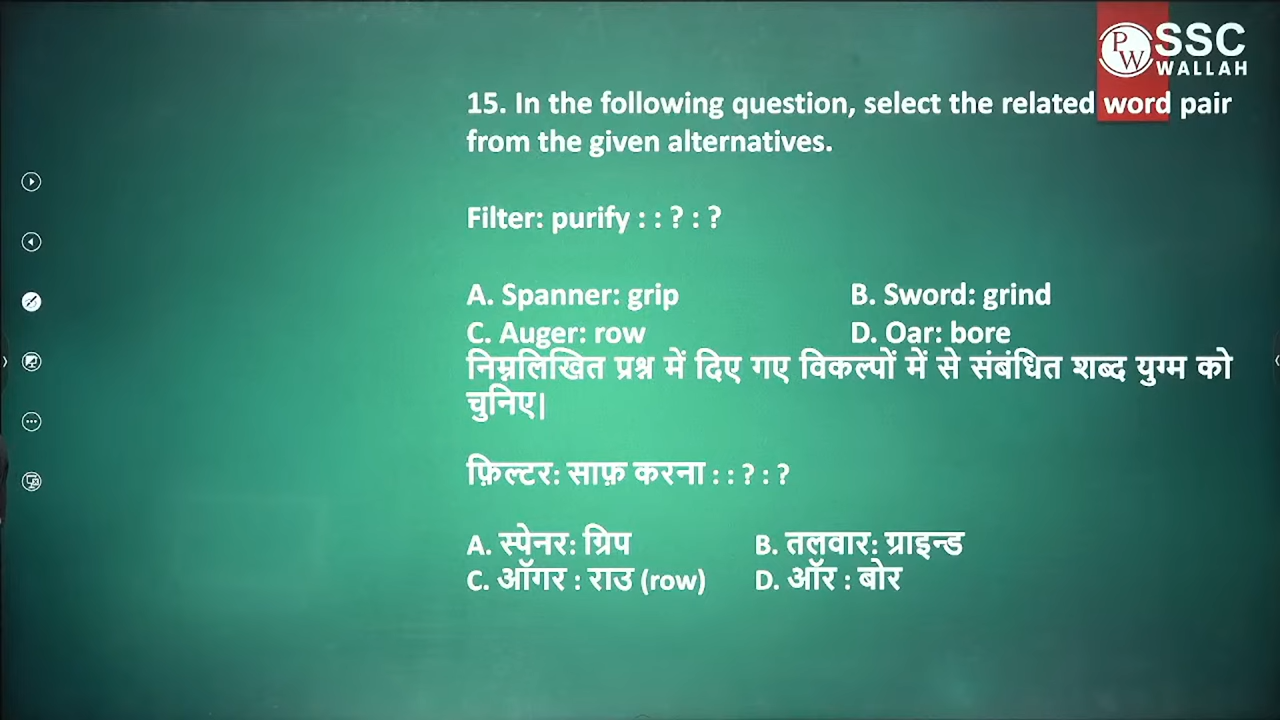 PW SSC
WALLAH
15. In the following question, select the related word pair
from the given alternatives.
Filter: purify : : ? : ?
A. Spanner: grip B. Sword: grind
C. Auger: row D. Oar: bore
निम्नलिखित प्रश्न में दिए गए विकल्पों में से संबंधित शब्द युग्म को
चुनिए।
फ़िल्टर: साफ़ करना : : ? : ?
A. स्पेनर: ग्रिप B. तलवार: ग्राइन्ड
C. ऑगर : राउ (row) D. ऑर : बोर